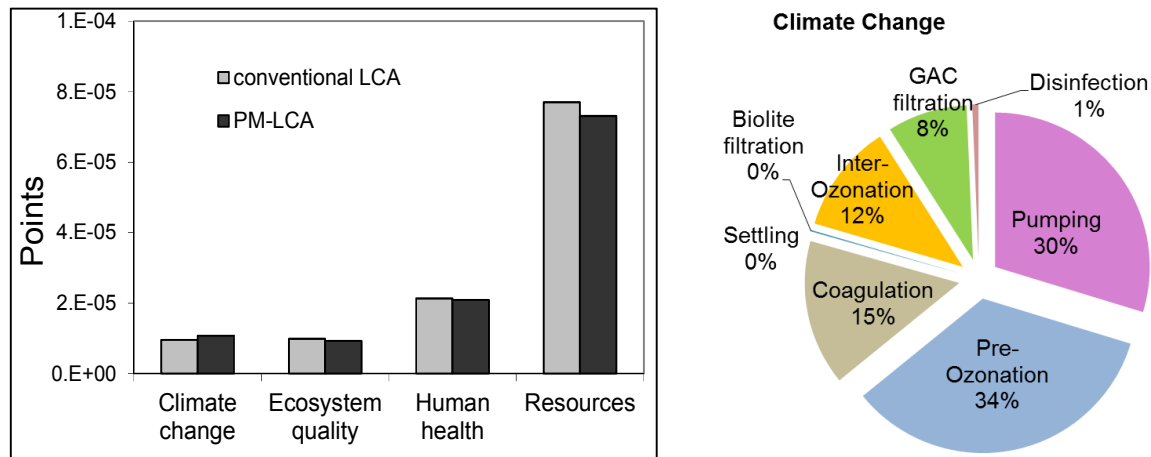 1.E-04
8.E-05
6.E-05
4.E-05
2.E-05
0.E+00
Points
conventional LCA
PM-LCA
Climate
change
Ecosystem
quality
Human
health
Resources
Climate Change
GAC
filtration
8%
Disinfection
1%
Biolite
filtration
0%
Inter-
Ozonation
12%
Pumping
30%
Settling
0%
Coagulation
15%
Pre-
Ozonation
34%